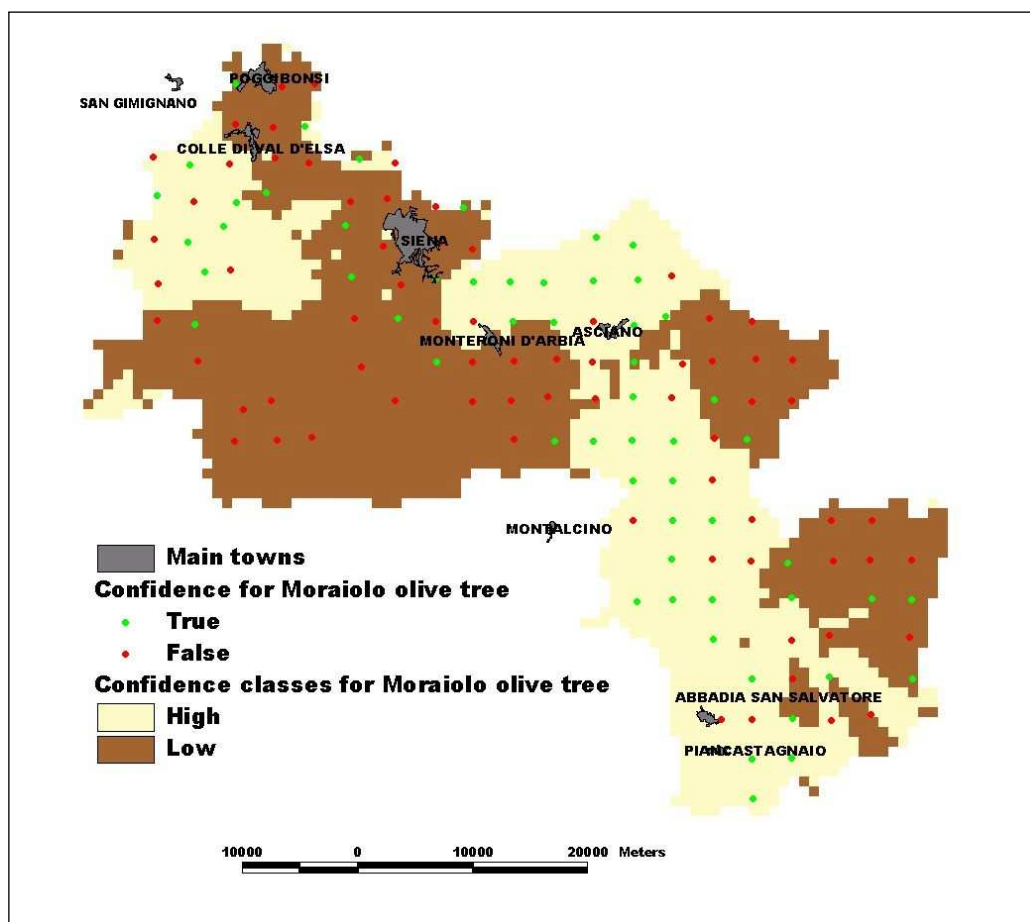 POGGIBONSI
SAN GIMIGNANO
COLLE DI VAL D'ELSA
SIENA
ASCIANO
MONTERONI D'ARBIA
MONTALCINO
Main towns
Confidence for Moraiolo olive tree
True
False
Confidence classes for Moraiolo olive tree
High
Low
ABBADIA SAN SALVATORE
PIANCASTAGNAIO
10000 0 10000 20000 Meters